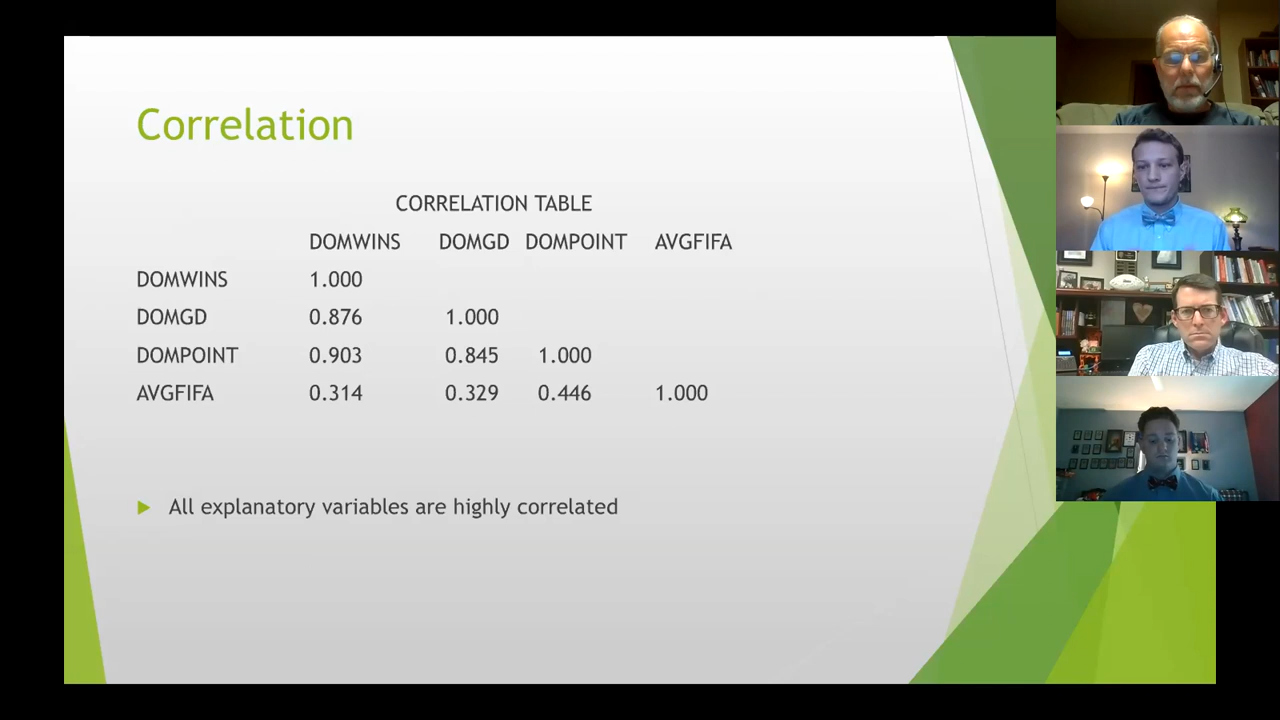 Correlation
CORRELATION TABLE
DOMWINS DOMGD DOMPOINT AVGFIFA
DOMWINS 1.000
DOMGD 0.876 1.000
DOMPOINT 0.903 0.845 1.000
AVGFIFA 0.314 0.329 0.446 1.000
All explanatory variables are highly correlated